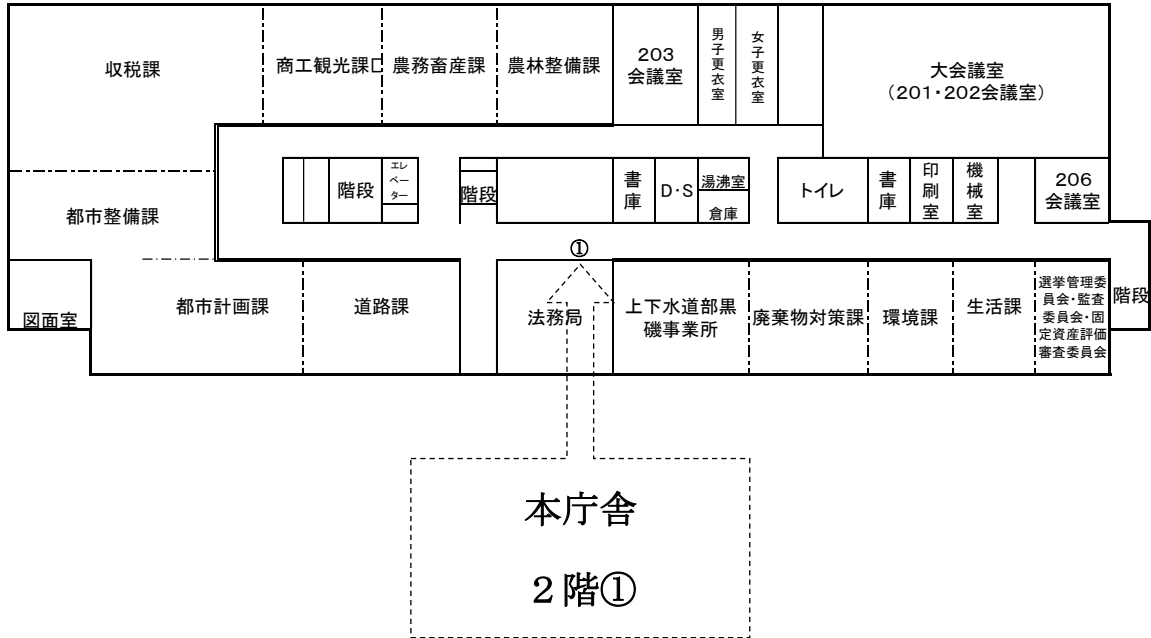 収税課
商工観光課
農務畜産課
農林整備課
203
会議室
男子更衣室
女子更衣室
大会議室
（201・202会議室）
階段
エレ
ベー
ター
階段
書庫
D・S
湯沸室
倉庫
トイレ
書庫
印刷室
機械室
206
会議室
都市整備課
①
図面室
都市計画課
道路課
法務局
上下水道部黒
磯事業所
廃棄物対策課
環境課
生活課
選挙管理委
員会・監査
委員会・固
定資産評価
審査委員会
階段
本庁舎
２階①